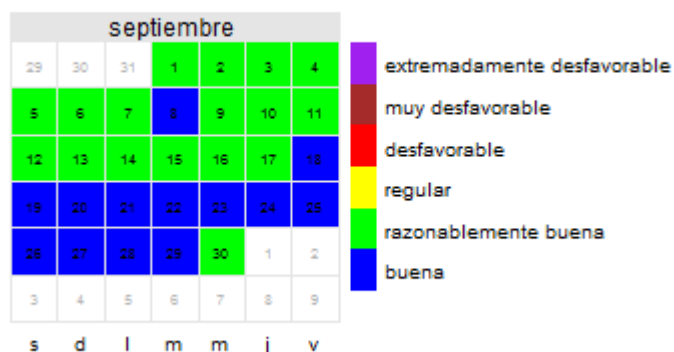 septiembre
29 30 31 1 2 3 4
5 6 7 8 9 10 11
12 13 14 15 16 17 18
19 20 21 22 23 24 25
26 27 28 29 30 1 2
3 4 5 6 7 8 9
s d l m m j v
extremadamente desfavorable
muy desfavorable
desfavorable
regular
razonablemente buena
buena